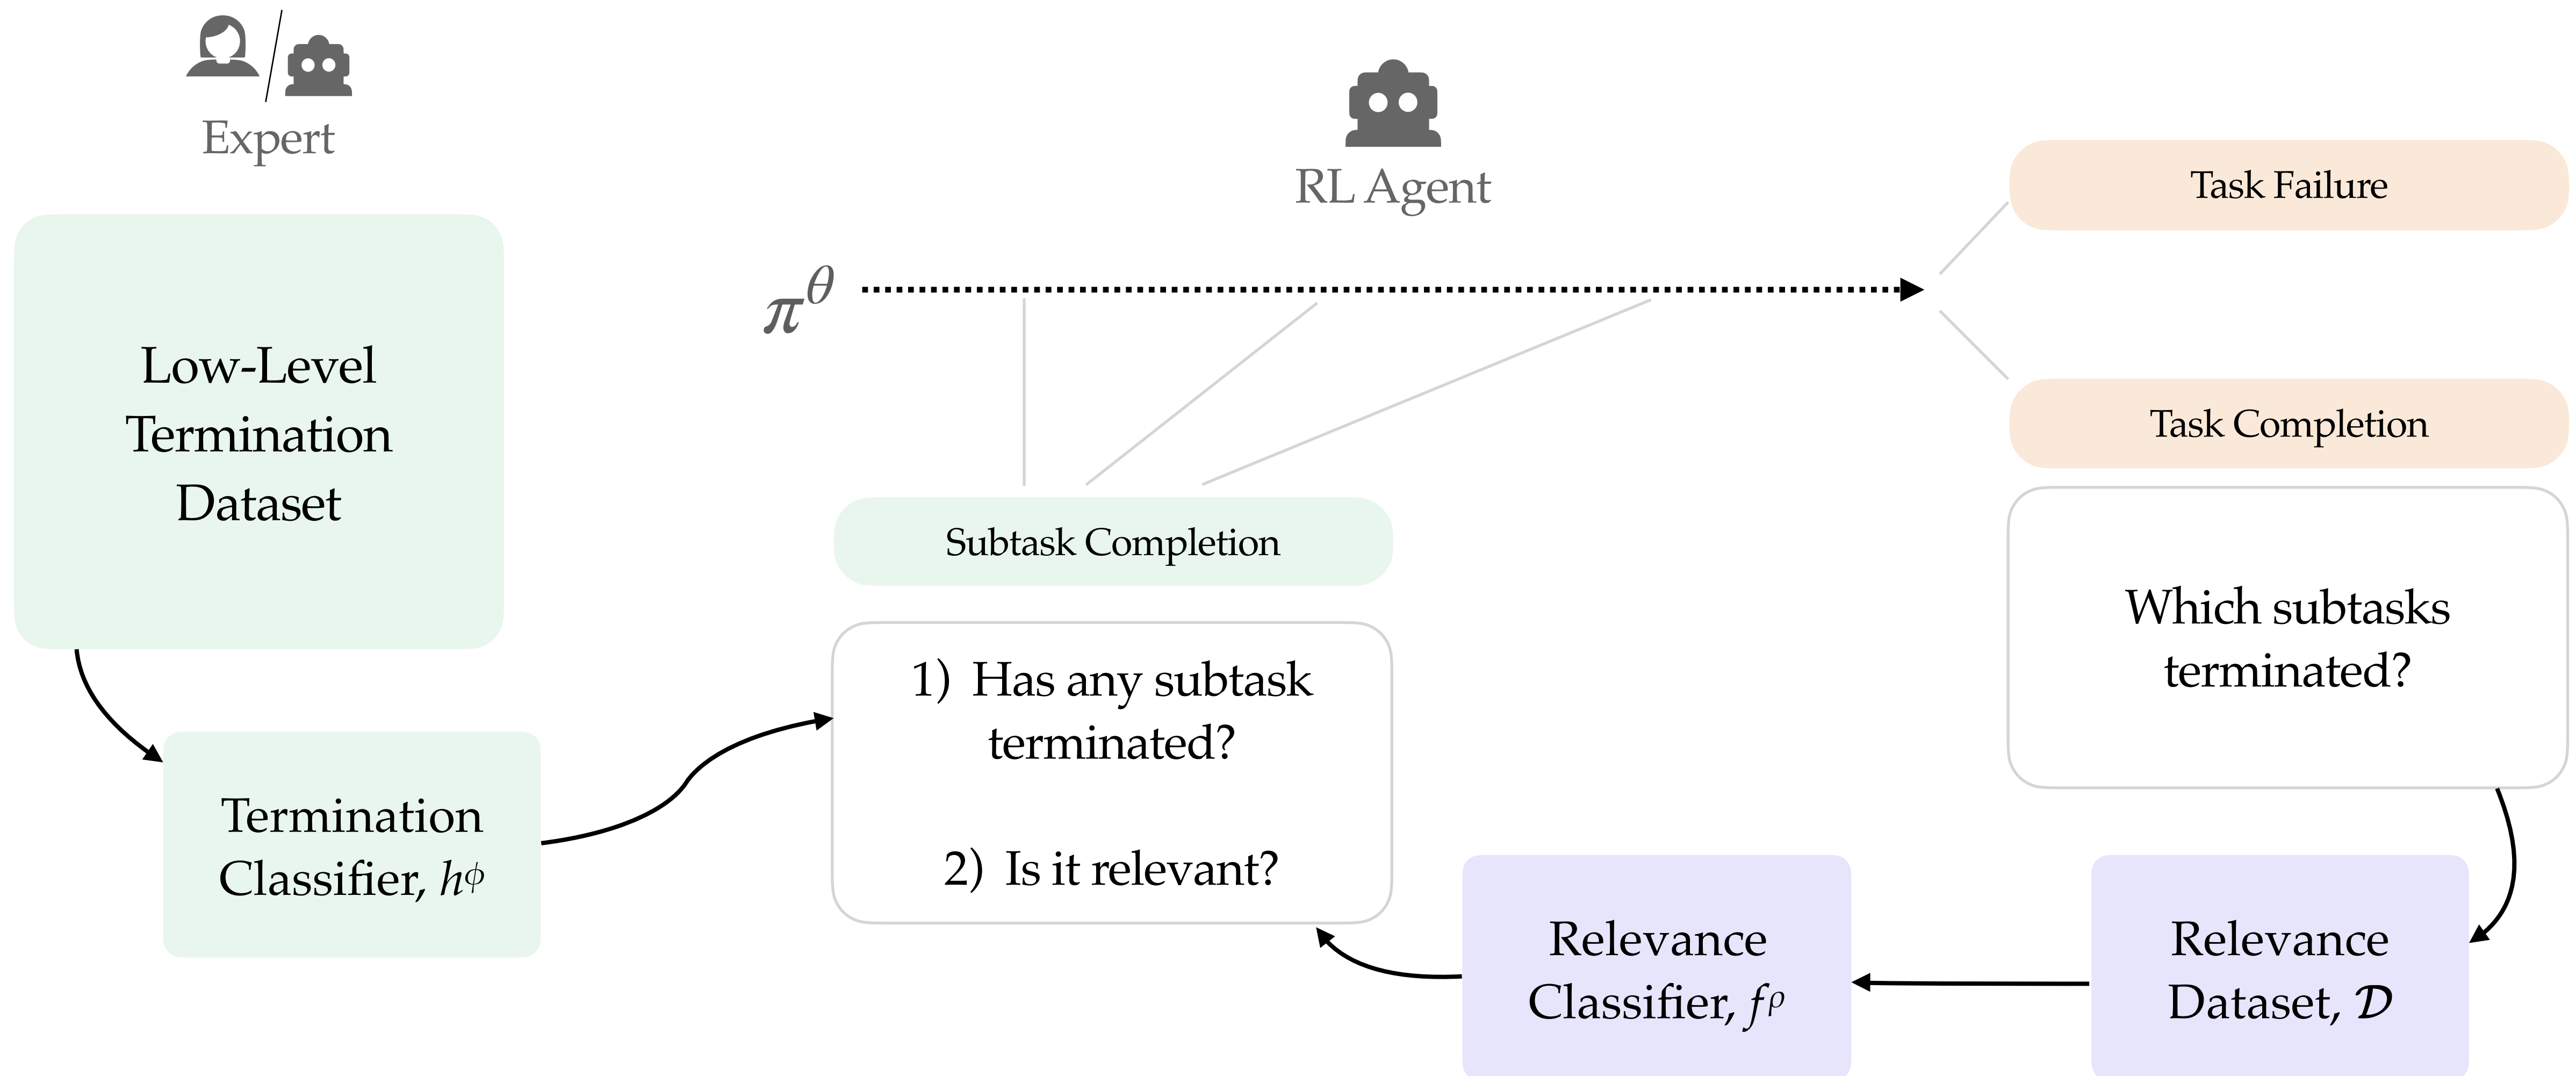 Expert
RL Agent
Task Failure
π^θ
Low-Level
Termination
Dataset
Task Completion
Subtask Completion
Which subtasks
terminated?
1) Has any subtask
terminated?
2) Is it relevant?
Termination
Classifier, h^ϕ
Relevance
Classifier, f^ρ
Relevance
Dataset, 𝒟